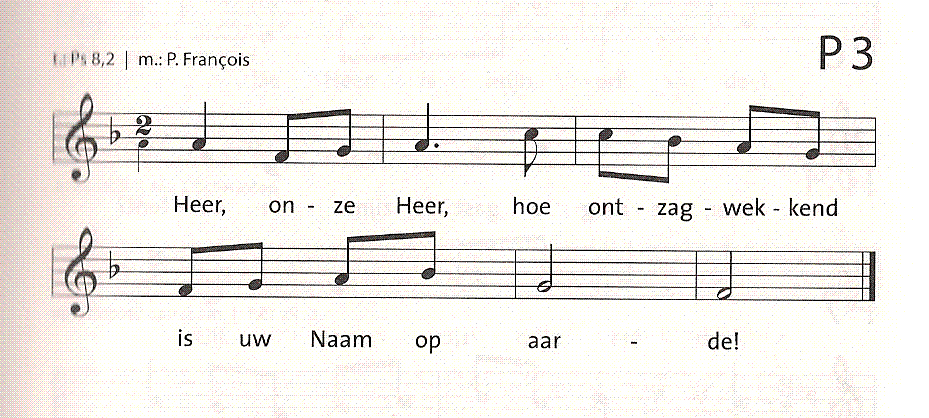 P 3
t.: Ps 8,2 | m.: P. François
2
Heer, on - ze Heer, hoe ont - zag - wek - kend
is uw Naam op aar - de!